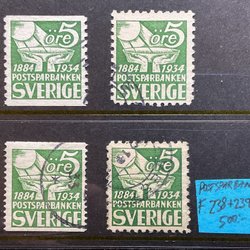 5 öre
1884 1934
POSTSPARBANKEN
SVERIGE
5 öre
1884 1934
POSTSPARBANKEN
SVERIGE
5 öre
1884 1934
POSTSPARBANKEN
SVERIGE
5 öre
1884 1934
POSTSPARBANKEN
SVERIGE
POSTSPARBAN
F 238+239
500:-